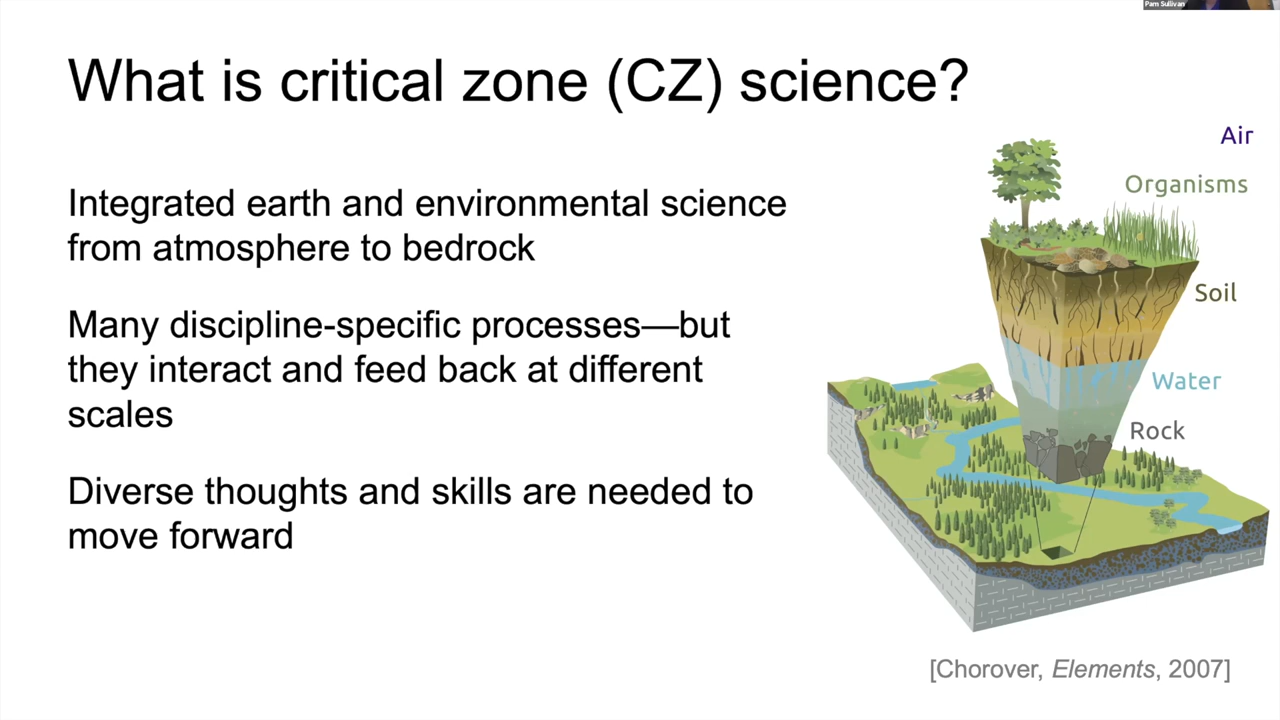 Pam Sullivan
What is critical zone (CZ) science?
Integrated earth and environmental science
from atmosphere to bedrock
Many discipline-specific processes—but
they interact and feed back at different
scales
Diverse thoughts and skills are needed to
move forward
Air
Organisms
Soil
Water
Rock
[Chorover, Elements, 2007]